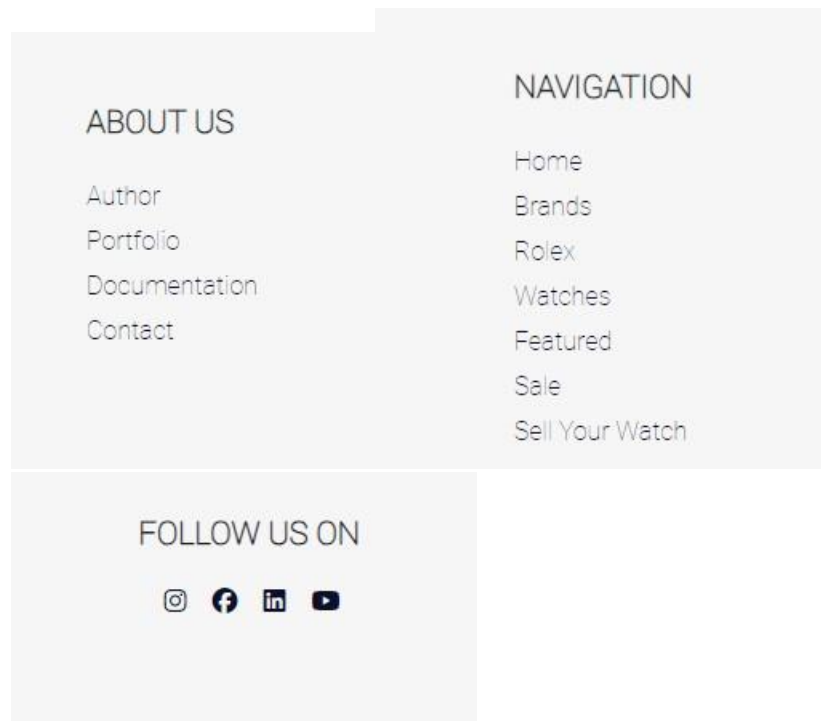 ABOUT US
Author
Portfolio
Documentation
Contact
NAVIGATION
Home
Brands
Rolex
Watches
Featured
Sale
Sell Your Watch
FOLLOW US ON